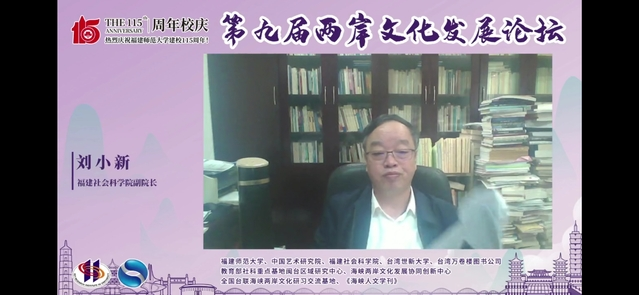 THE 115th
ANNIVERSARY
周年校庆
热烈庆祝福建师范大学建校115周年！
第九届两岸文化发展论坛
刘小新
福建社会科学院副院长
福建师范大学、中国艺术研究院、福建社会科学院、台湾世新大学、台湾万卷楼图书公司
教育部社科重点基地闽台区域研究中心、海峡两岸文化发展协同创新中心
全国台联海峡两岸文化研习交流基地、《海峡人文学刊》